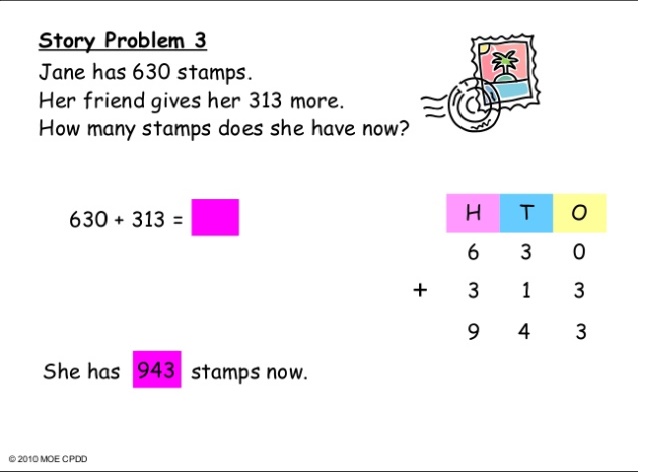 Story Problem 3
Jane has 630 stamps.
Her friend gives her 313 more.
How many stamps does she have now?
630 + 313 =
H T O
6 3 0
+ 3 1 3
9 4 3
She has 943 stamps now.
© 2010 MOE CPDD